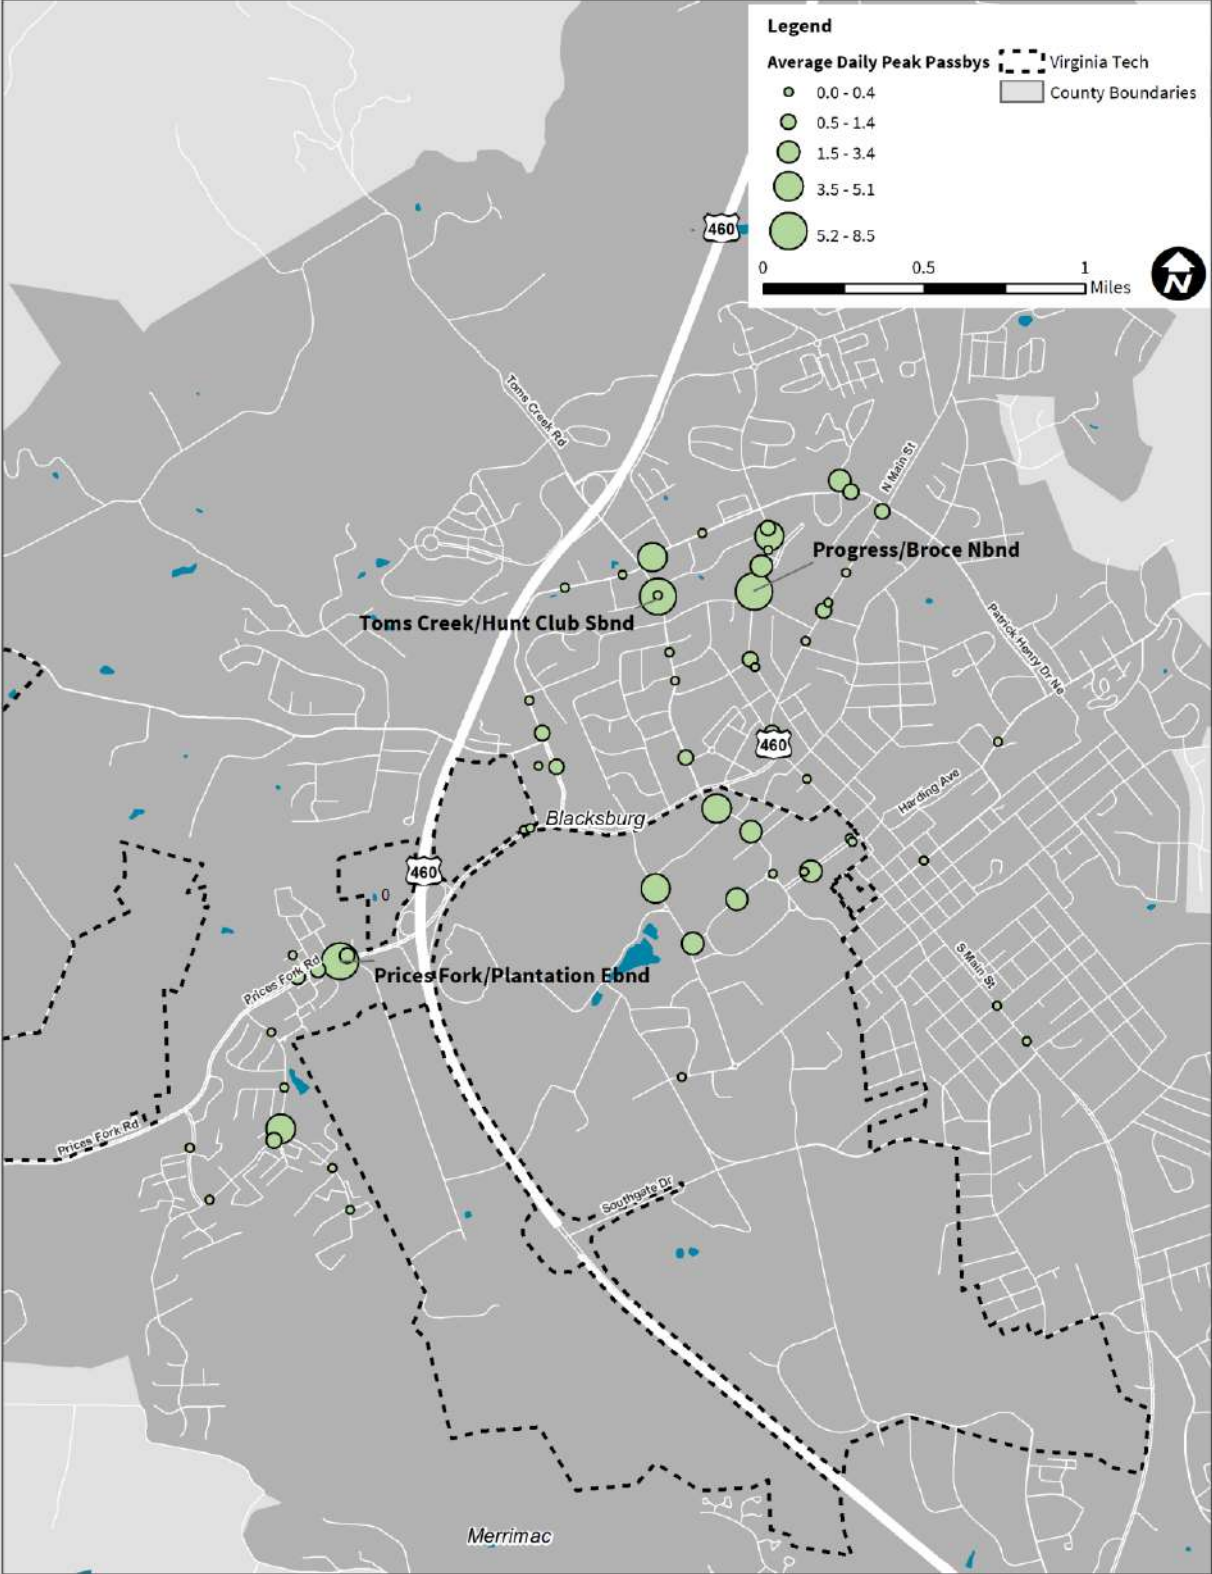 Legend
Average Daily Peak Passbys
0.0 - 0.4
0.5 - 1.4
1.5 - 3.4
3.5 - 5.1
5.2 - 8.5
Virginia Tech
County Boundaries
0 0.5 1
Miles
N
460
Toms Creek Rd
N Main St
Progress/Broce Nbnd
Toms Creek/Hunt Club Sbnd
Patrick Henry Dr Ne
460
Harding Ave
Blacksburg
460
0
Prices Fork Rd
Prices Fork/Plantation Ebnd
S Main St
Prices Fork Rd
Southgate Dr
Merrimac